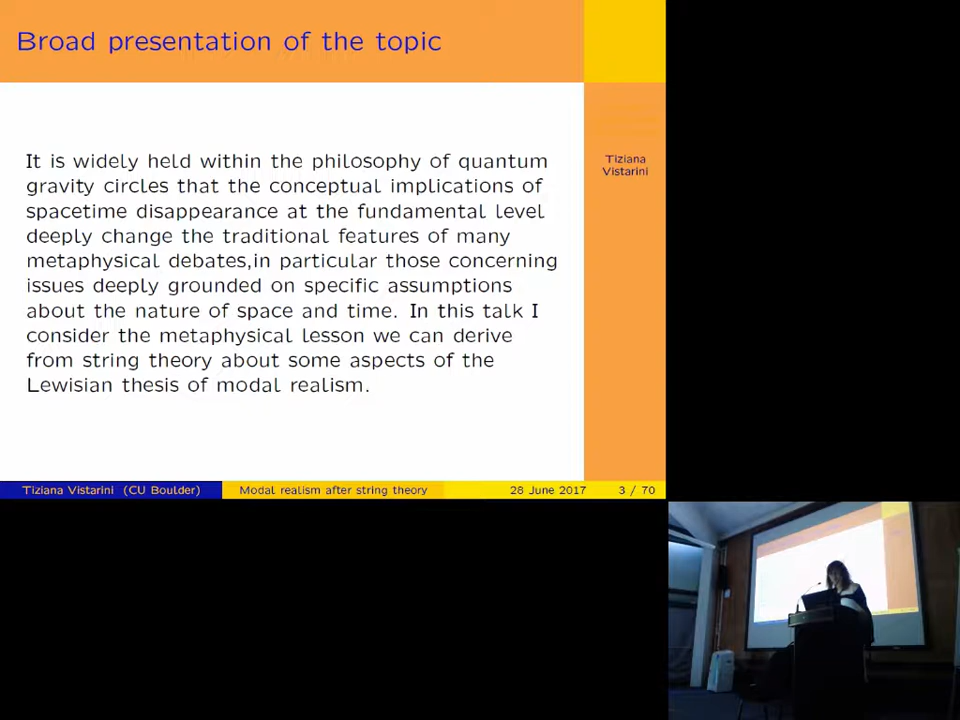 Broad presentation of the topic
It is widely held within the philosophy of quantum
gravity circles that the conceptual implications of
spacetime disappearance at the fundamental level
deeply change the traditional features of many
metaphysical debates,in particular those concerning
issues deeply grounded on specific assumptions
about the nature of space and time. In this talk I
consider the metaphysical lesson we can derive
from string theory about some aspects of the
Lewisian thesis of modal realism.
Tiziana
Vistarini
Tiziana Vistarini (CU Boulder)
Modal realism after string theory
28 June 2017
3 / 70